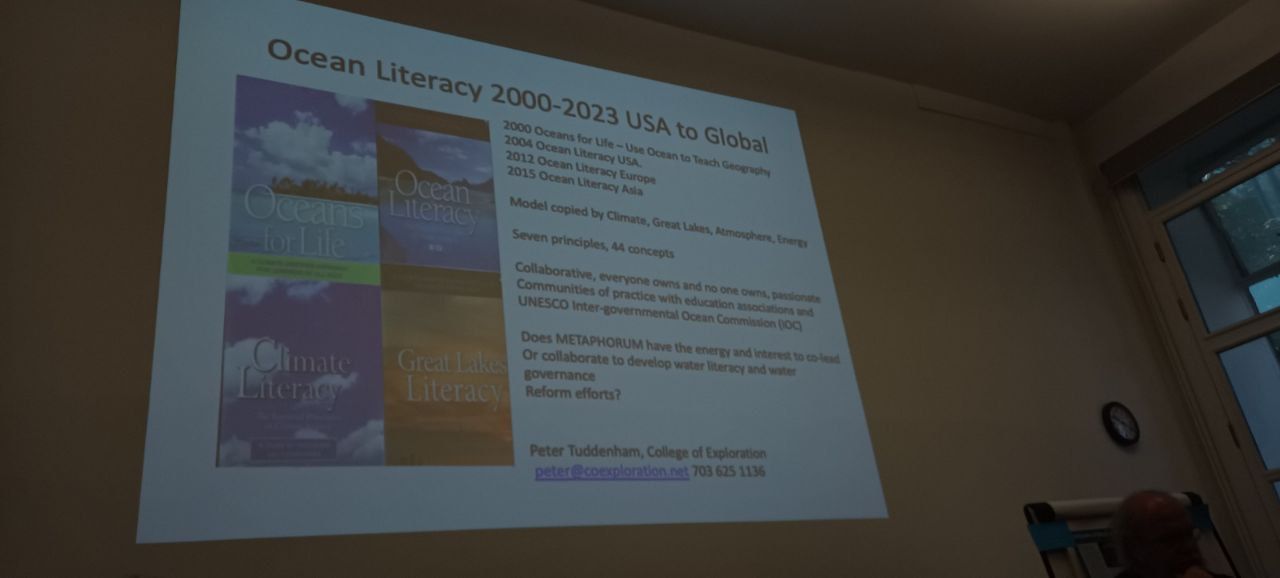 Ocean Literacy 2000-2023 USA to Global
2000 Oceans for Life – Use Ocean to Teach Geography
2004 Ocean Literacy USA.
2012 Ocean Literacy Europe
2015 Ocean Literacy Asia
Model copied by Climate, Great Lakes, Atmosphere, Energy
Seven principles, 44 concepts
Collaborative, everyone owns and no one owns, passionate
Communities of practice with education associations and
UNESCO Inter-governmental Ocean Commission (IOC)
Does METAPHORUM have the energy and interest to co-lead
Or collaborate to develop water literacy and water
governance
Reform efforts?
Peter Tuddenham, College of Exploration
peter@coexploration.net 703 625 1136
Oceans
for Life
Ocean
Literacy
Climate
Literacy
Great Lakes
Literacy